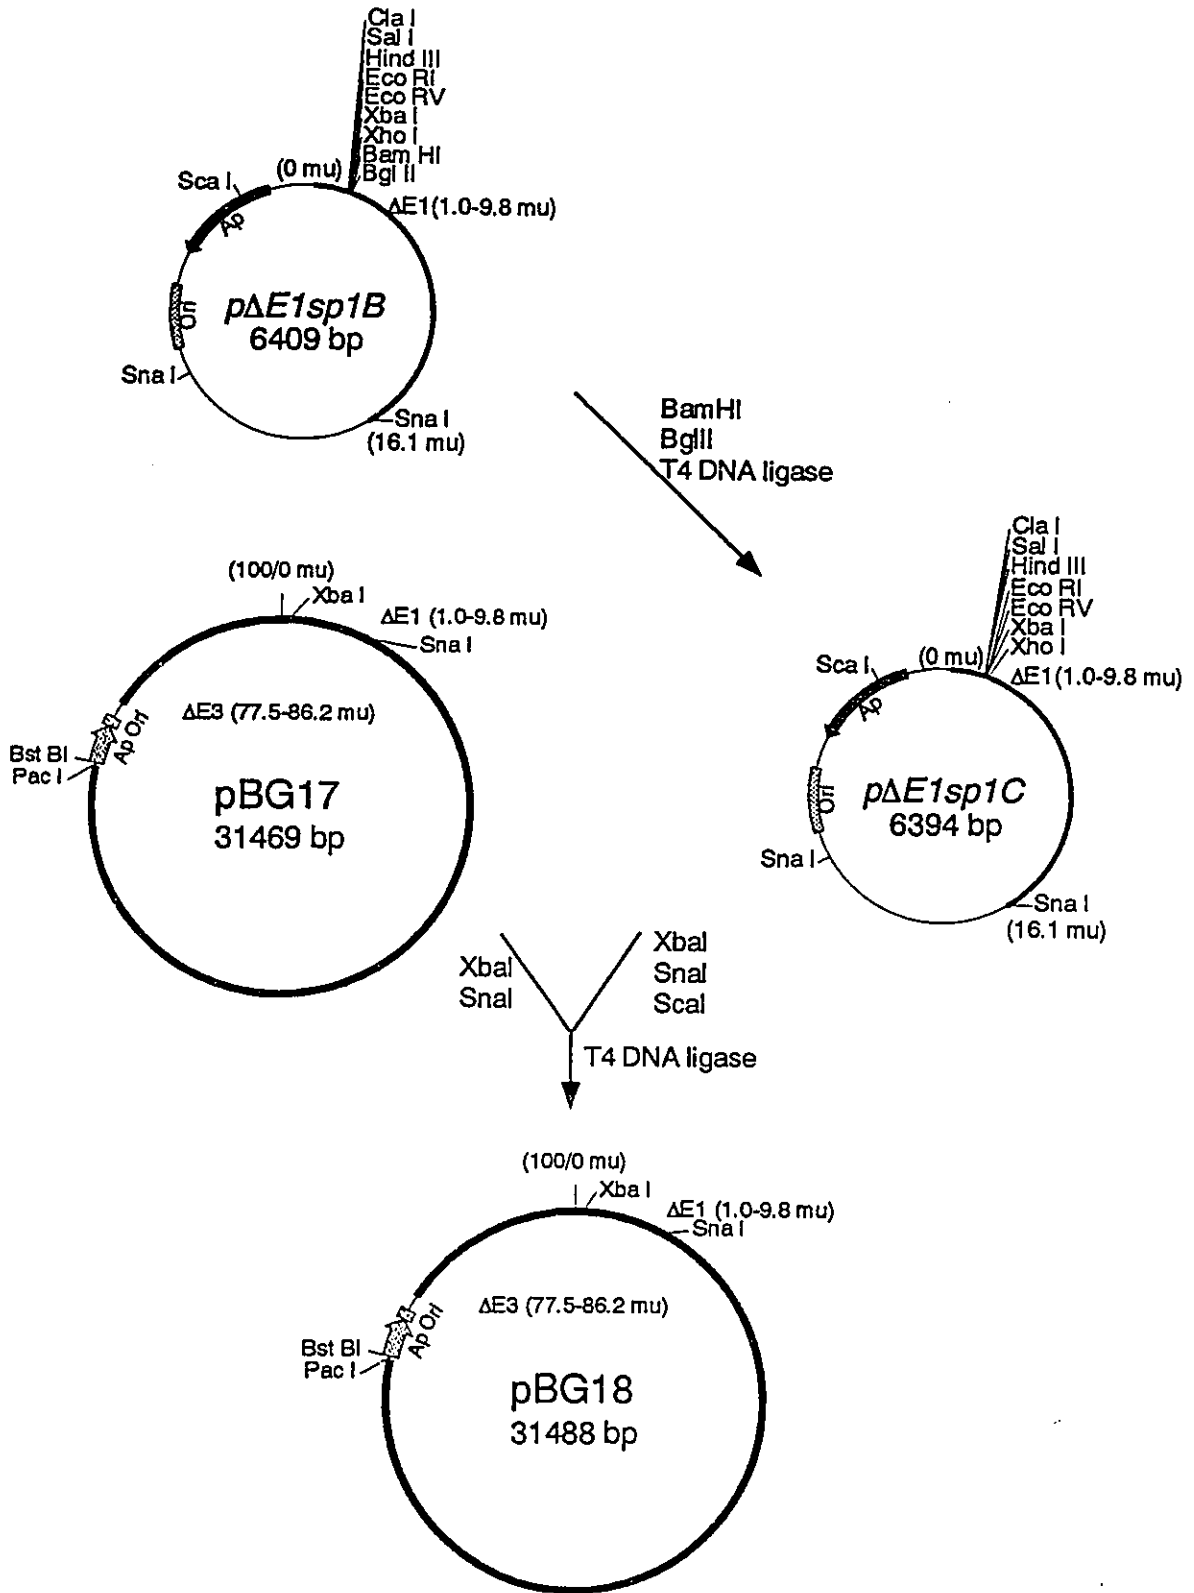 Cla I
Sal I
Hind III
Eco RI
Eco RV
Xba I
Xho I
Bam HI
Bgl II
(0 mu)
Sca I
ΔE1(1.0-9.8 mu)
Ap
pΔE1sp1B
6409 bp
Ori
Sna I
Sna I
(16.1 mu)
BamHI
BglII
T4 DNA ligase
(100/0 mu)
Xba I
ΔE1 (1.0-9.8 mu)
Sna I
ΔE3 (77.5-86.2 mu)
Ap Ori
Bst BI
Pac I
pBG17
31469 bp
Cla I
Sal I
Hind III
Eco RI
Eco RV
Xba I
Xho I
(0 mu)
Sca I
ΔE1(1.0-9.8 mu)
Ap
pΔE1sp1C
6394 bp
Ori
Sna I
Sna I
(16.1 mu)
XbaI
SnaI
XbaI
SnaI
ScaI
T4 DNA ligase
(100/0 mu)
Xba I
ΔE1 (1.0-9.8 mu)
Sna I
ΔE3 (77.5-86.2 mu)
Ap Ori
Bst BI
Pac I
pBG18
31488 bp